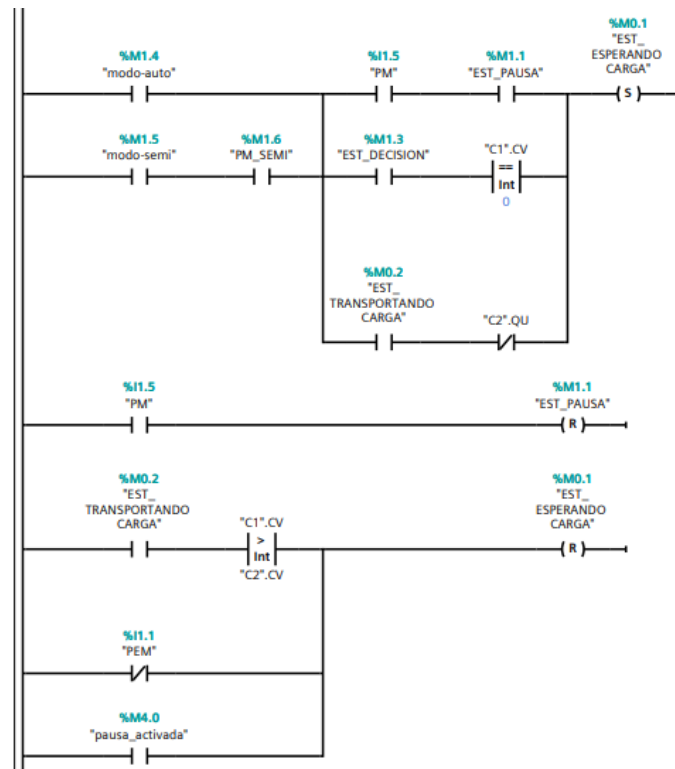 %M0.1
"EST_
ESPERANDO
CARGA"
%M1.4
"modo-auto"
%I1.5
"PM"
%M1.1
"EST_PAUSA"
S
%M1.5
"modo-semi"
%M1.6
"PM_SEMI"
%M1.3
"EST_DECISION"
"C1".CV
==
Int
0
%M0.2
"EST_
TRANSPORTANDO
CARGA"
"C2".QU
%I1.5
"PM"
%M1.1
"EST_PAUSA"
R
%M0.2
"EST_
TRANSPORTANDO
CARGA"
"C1".CV
>
Int
"C2".CV
%M0.1
"EST_
ESPERANDO
CARGA"
R
%I1.1
"PEM"
%M4.0
"pausa_activada"